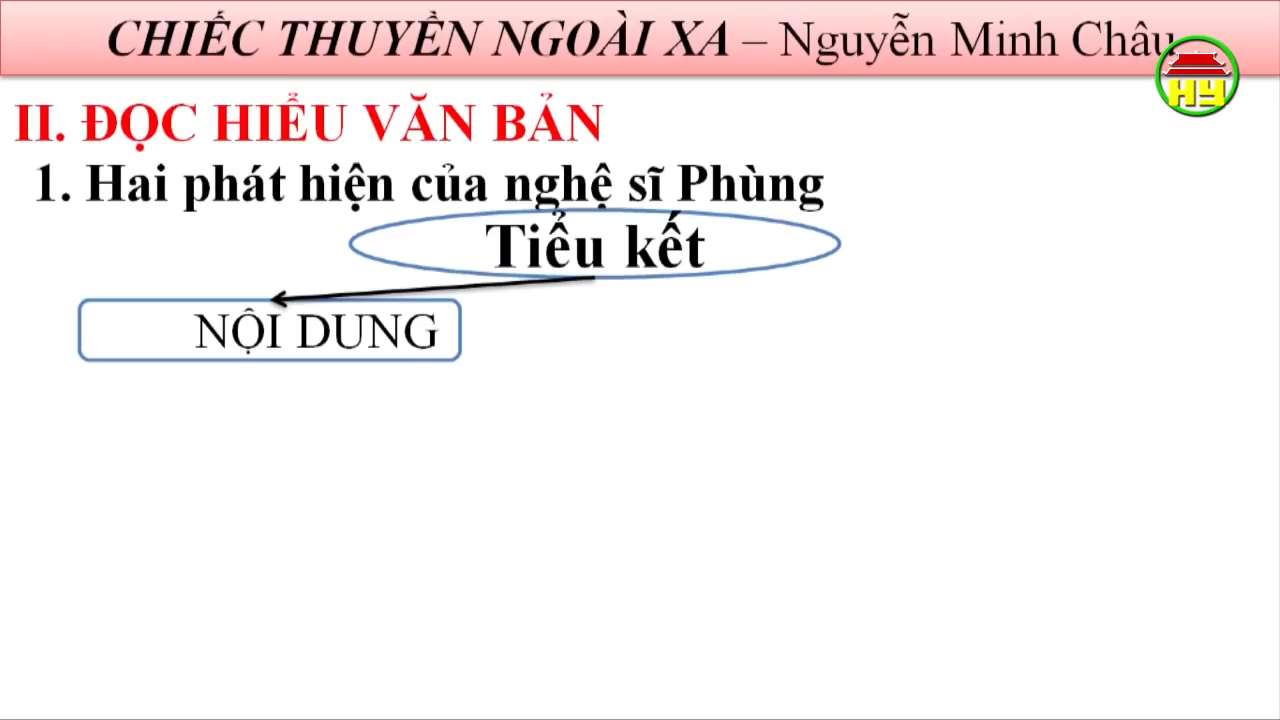 CHIẾC THUYỀN NGOÀI XA – Nguyễn Minh Châu
HY
II. ĐỌC HIỂU VĂN BẢN
1. Hai phát hiện của nghệ sĩ Phùng
Tiểu kết
NỘI DUNG